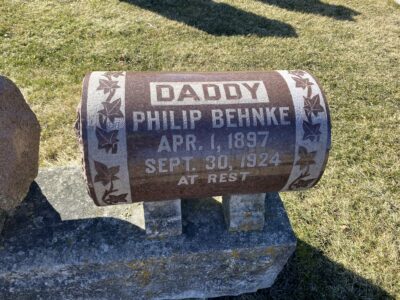 DADDY
PHILIP BEHNKE
APR. 1, 1897
SEPT. 30, 1924
AT REST